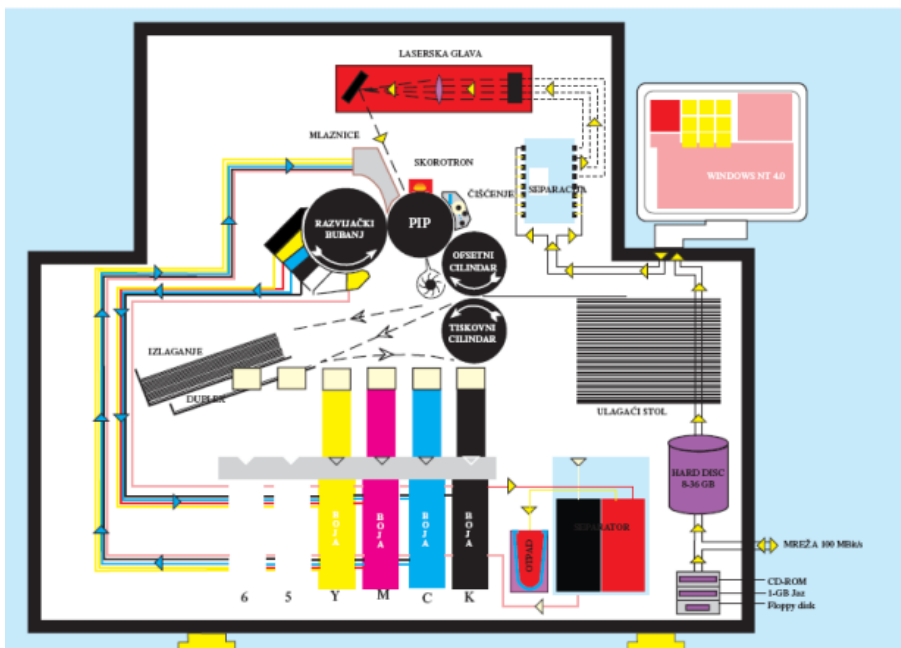 LASERSKA GLAVA
MLAZNICE
SKOROTRON
ČIŠĆENJE
SEPARACIJA
WINDOWS NT 4.0
RAZVIJAČKI
BUBANJ
PIP
OFSETNI
CILINDAR
TISKOVNI
CILINDAR
IZLAGANJE
DUPLEX
ULAGAĆI STOL
HARD DISC
8-36 GB
BOJA
BOJA
BOJA
BOJA
OTPAD
SEPARATOR
MREŽA 100 MBit/s
CD-ROM
1-GB Jaz
Floppy disk
6 5 Y M C K